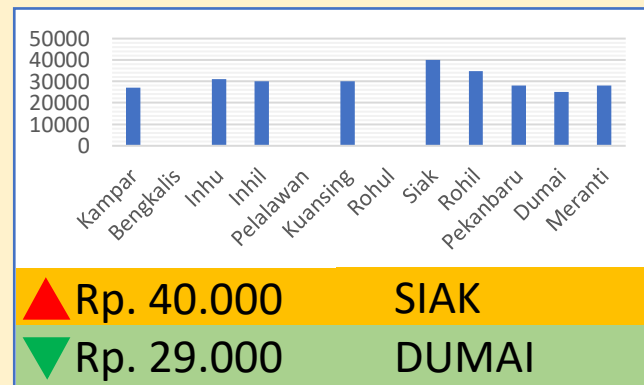 50000
40000
30000
20000
10000
0
Kampar
Bengkalis
Inhu
Inhil
Pelalawan
Kuansing
Rohul
Siak
Rohil
Pekanbaru
Dumai
Meranti
Rp. 40.000 SIAK
Rp. 29.000 DUMAI